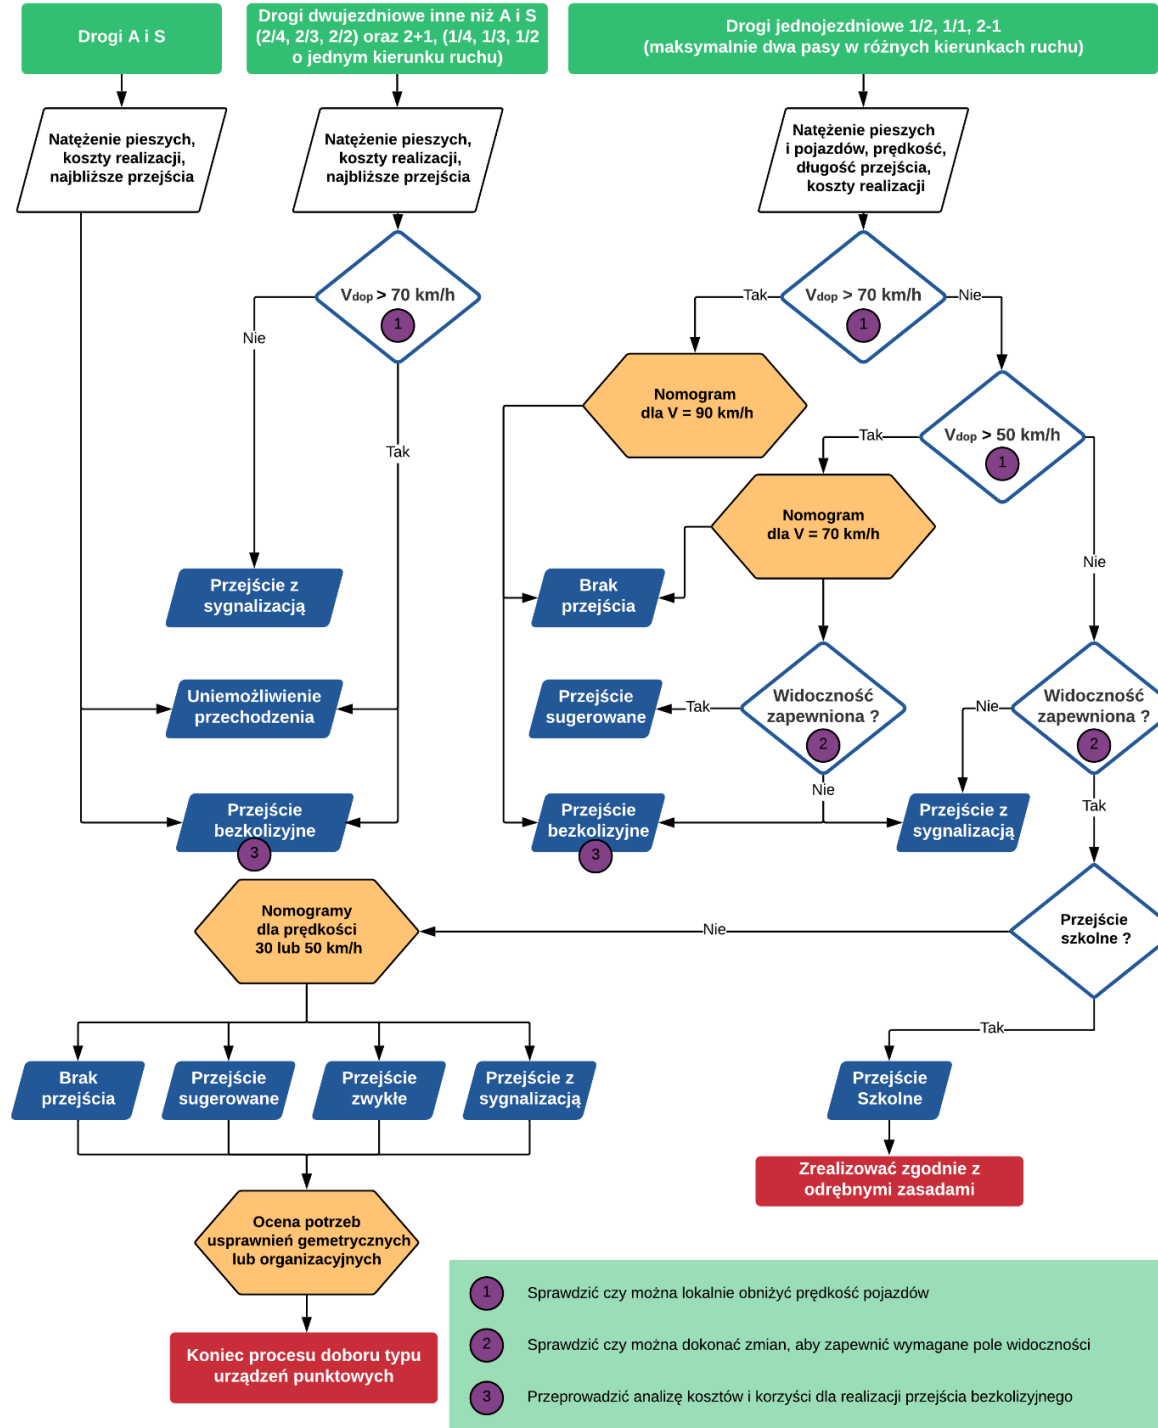 Drogi A i S
Drogi dwujezdniowe inne niż A i S
(2/4, 2/3, 2/2) oraz 2+1, (1/4, 1/3, 1/2
o jednym kierunku ruchu)
Drogi jednojezdniowe 1/2, 1/1, 2-1
(maksymalnie dwa pasy w różnych kierunkach ruchu)
Natężenie pieszych,
koszty realizacji,
najbliższe przejścia
Natężenie pieszych,
koszty realizacji,
najbliższe przejścia
Natężenie pieszych
i pojazdów, prędkość,
długość przejścia,
koszty realizacji
Vdop > 70 km/h
1
Nie
Tak
Vdop > 70 km/h
1
Tak
Nie
Nomogram
dla V = 90 km/h
Vdop > 50 km/h
1
Tak
Nie
Nomogram
dla V = 70 km/h
Przejście z
sygnalizacją
Brak
przejścia
Uniemożliwienie
przechodzenia
Przejście
sugerowane
Tak
Widoczność
zapewniona ?
2
Nie
Nie
Widoczność
zapewniona ?
2
Tak
Przejście
bezkolizyjne
3
Przejście
bezkolizyjne
3
Przejście z
sygnalizacją
Nomogramy
dla prędkości
30 lub 50 km/h
Nie
Przejście
szkolne ?
Tak
Brak
przejścia
Przejście
sugerowane
Przejście
zwykłe
Przejście z
sygnalizacją
Przejście
Szkolne
Zrealizować zgodnie z
odrębnymi zasadami
Ocena potrzeb
usprawnień gemetrycznych
lub organizacyjnych
Koniec procesu doboru typu
urządzeń punktowych
1 Sprawdzić czy można lokalnie obniżyć prędkość pojazdów
2 Sprawdzić czy można dokonać zmian, aby zapewnić wymagane pole widoczności
3 Przeprowadzić analizę kosztów i korzyści dla realizacji przejścia bezkolizyjnego